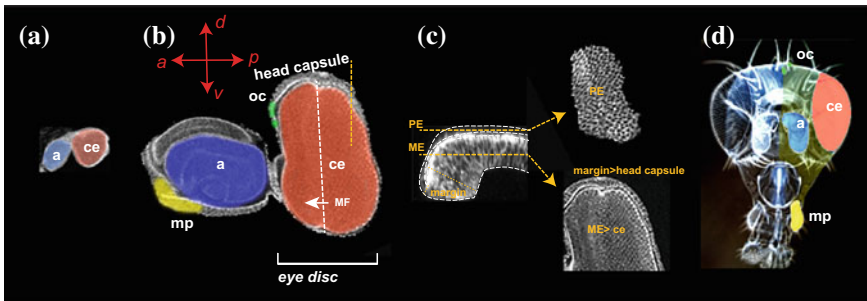 (a)
a
ce
(b)
d
a
p
v
head capsule
oc
a
ce
mp
MF
eye disc
(c)
PE
ME
margin
PE
margin>head capsule
ME> ce
(d)
oc
a
ce
mp